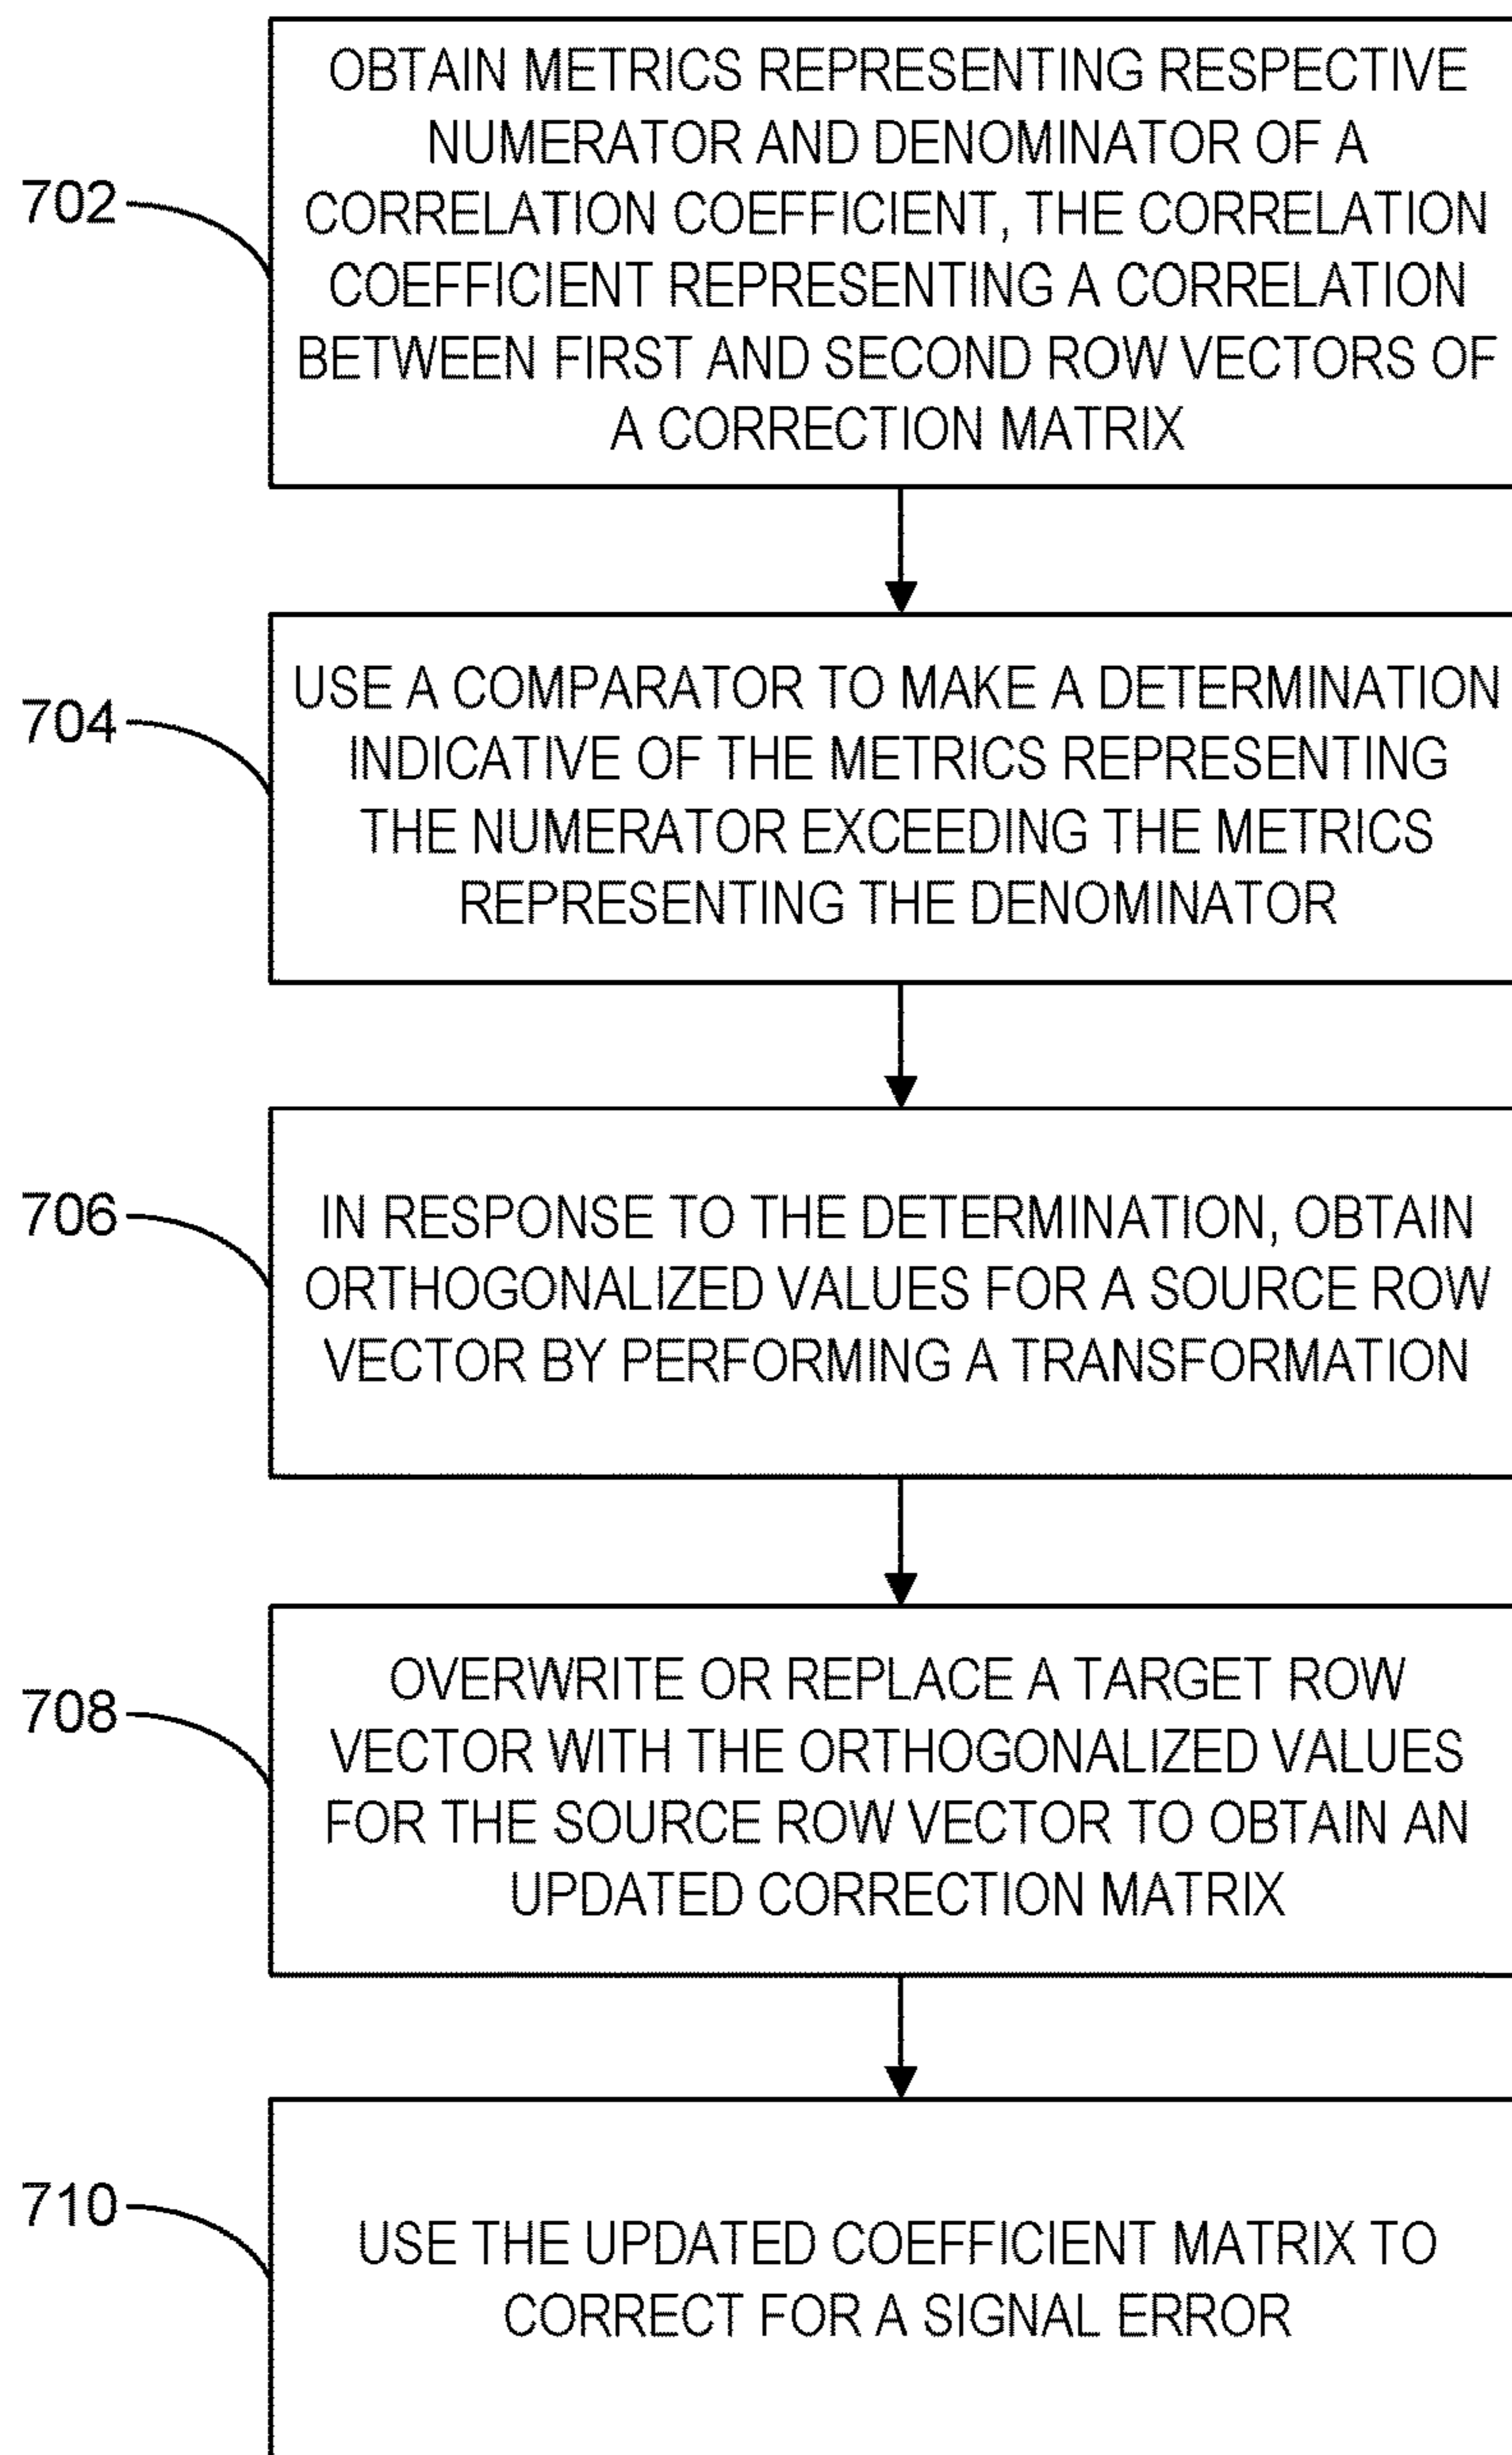 702
OBTAIN METRICS REPRESENTING RESPECTIVE
NUMERATOR AND DENOMINATOR OF A
CORRELATION COEFFICIENT, THE CORRELATION
COEFFICIENT REPRESENTING A CORRELATION
BETWEEN FIRST AND SECOND ROW VECTORS OF
A CORRECTION MATRIX
704
USE A COMPARATOR TO MAKE A DETERMINATION
INDICATIVE OF THE METRICS REPRESENTING
THE NUMERATOR EXCEEDING THE METRICS
REPRESENTING THE DENOMINATOR
706
IN RESPONSE TO THE DETERMINATION, OBTAIN
ORTHOGONALIZED VALUES FOR A SOURCE ROW
VECTOR BY PERFORMING A TRANSFORMATION
708
OVERWRITE OR REPLACE A TARGET ROW
VECTOR WITH THE ORTHOGONALIZED VALUES
FOR THE SOURCE ROW VECTOR TO OBTAIN AN
UPDATED CORRECTION MATRIX
710
USE THE UPDATED COEFFICIENT MATRIX TO
CORRECT FOR A SIGNAL ERROR